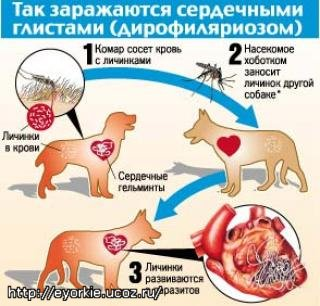 Так заражаются сердечными
глистами (дирофиляриозом)
1 Комар сосет кровь
с личинками
2 Насекомое
хоботком
заносит
личинок другой
собаке*
Личинки
в крови
Сердечные
гельминты
3 Личинки
развиваются
паразитов
http://eyorkie.ucoz.ru/